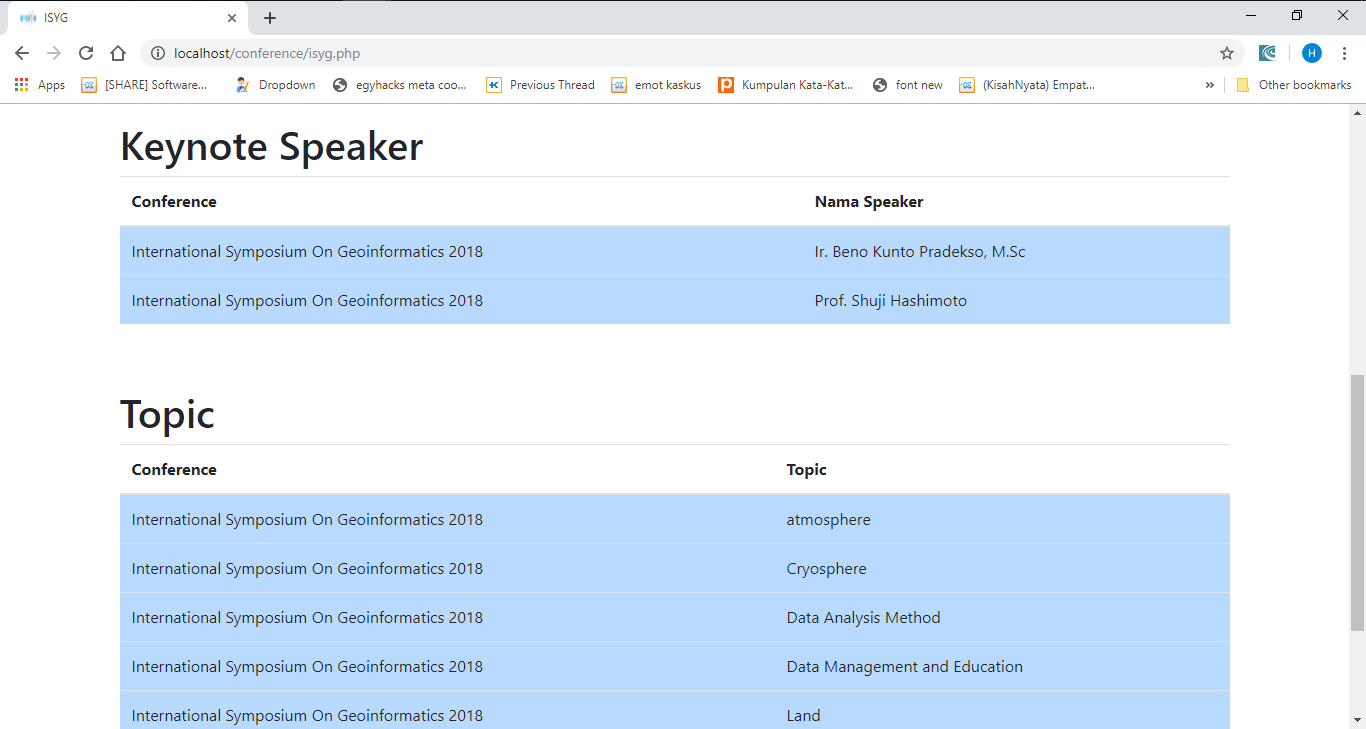 ISYG
localhost/conference/isyg.php
H
Apps [SHARE] Software... Dropdown egyhacks meta coo... Previous Thread emot kaskus Kumpulan Kata-Kat... font new (KisahNyata) Empat... » Other bookmarks
Keynote Speaker
Conference Nama Speaker
International Symposium On Geoinformatics 2018 Ir. Beno Kunto Pradekso, M.Sc
International Symposium On Geoinformatics 2018 Prof. Shuji Hashimoto
Topic
Conference Topic
International Symposium On Geoinformatics 2018 atmosphere
International Symposium On Geoinformatics 2018 Cryosphere
International Symposium On Geoinformatics 2018 Data Analysis Method
International Symposium On Geoinformatics 2018 Data Management and Education
International Symposium On Geoinformatics 2018 Land